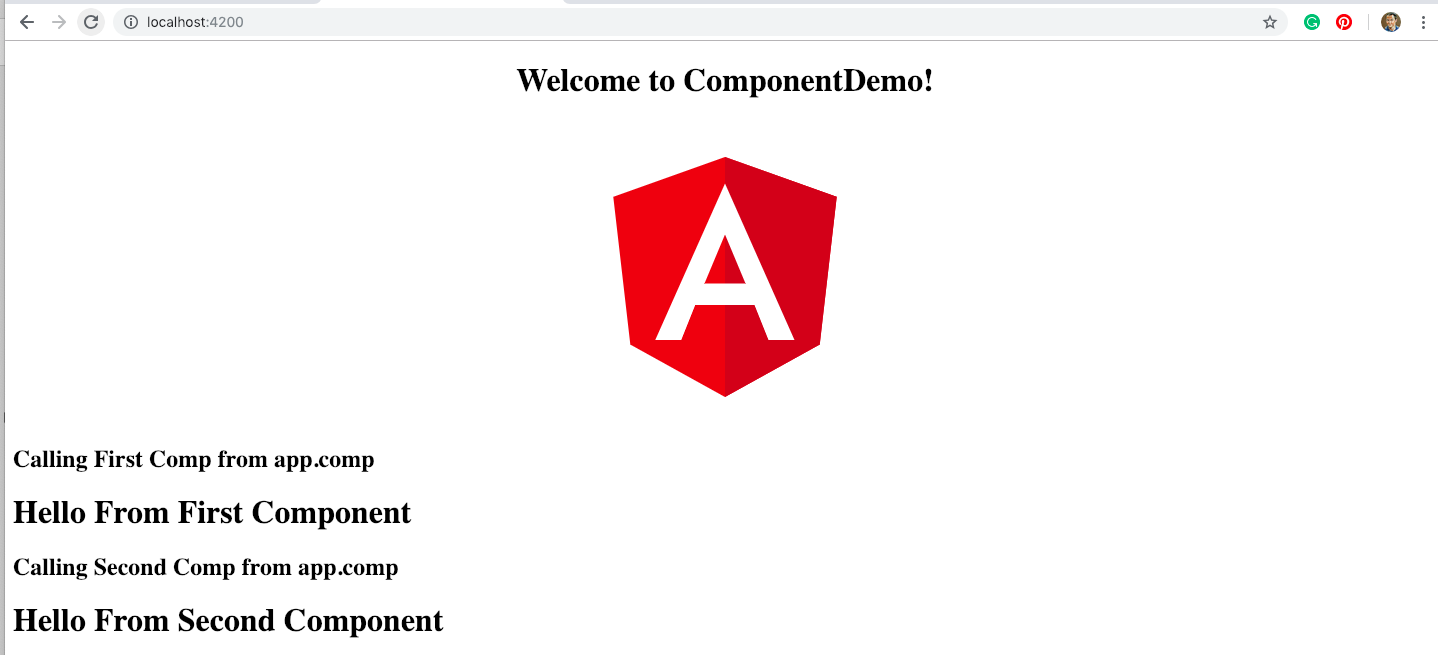 localhost:4200
Welcome to ComponentDemo!
A
Calling First Comp from app.comp
Hello From First Component
Calling Second Comp from app.comp
Hello From Second Component